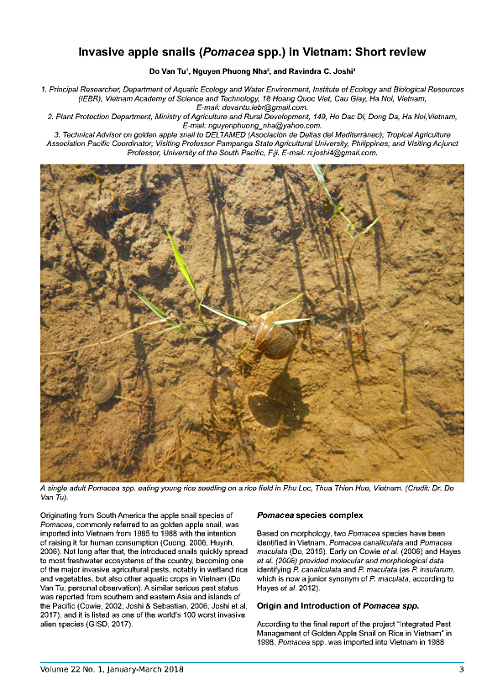 Invasive apple snails (Pomacea spp.) in Vietnam: Short review
Do Van Tu¹, Nguyen Phuong Nha², and Ravindra C. Joshi³
1. Principal Researcher, Department of Aquatic Ecology and Water Environment, Institute of Ecology and Biological Resources
(IEBR), Vietnam Academy of Science and Technology, 18 Hoang Quoc Viet, Cau Giay, Ha Noi, Vietnam,
E-mail: dovantu.iebr@gmail.com.
2. Plant Protection Department, Ministry of Agriculture and Rural Development, 149, Ho Dac Di, Dong Da, Ha Noi,Vietnam,
E-mail: nguyenphuong_nha@yahoo.com.
3. Technical Advisor on golden apple snail to DELTAMED (Asociación de Deltas del Mediterráneo); Tropical Agriculture
Association Pacific Coordinator; Visiting Professor Pampanga State Agricultural University, Philippines; and Visiting Adjunct
Professor, University of the South Pacific, Fiji. E-mail: rcjoshi4@gmail.com.
A single adult Pomacea spp. eating young rice seedling on a rice field in Phu Loc, Thua Thien Hue, Vietnam. (Credit: Dr. Do
Van Tu).
Originating from South America the apple snail species of
Pomacea, commonly referred to as golden apple snail, was
imported into Vietnam from 1985 to 1988 with the intention
of raising it for human consumption (Cuong, 2006, Huynh,
2006). Not long after that, the introduced snails quickly spread
to most freshwater ecosystems of the country, becoming one
of the major invasive agricultural pests, notably in wetland rice
and vegetables, but also other aquatic crops in Vietnam (Do
Van Tu, personal observation). A similar serious pest status
was reported from southern and eastern Asia and islands of
the Pacific (Cowie, 2002, Joshi & Sebastian, 2006, Joshi et al,
2017), and it is listed as one of the world's 100 worst invasive
alien species (GISD, 2017).
Pomacea species complex
Based on morphology, two Pomacea species have been
identified in Vietnam, Pomacea canaliculata and Pomacea
maculata (Do, 2015). Early on Cowie et al. (2006) and Hayes
et al. (2008) provided molecular and morphological data
identifying P. canaliculata and P. maculata (as P. insularum,
which is now a junior synonym of P. maculata, according to
Hayes et al. 2012).
Origin and Introduction of Pomacea spp.
According to the final report of the project "Integrated Pest
Management of Golden Apple Snail on Rice in Vietnam" in
1998, Pomacea spp. was imported into Vietnam in 1988
Volume 22 No. 1, January-March 2018
3